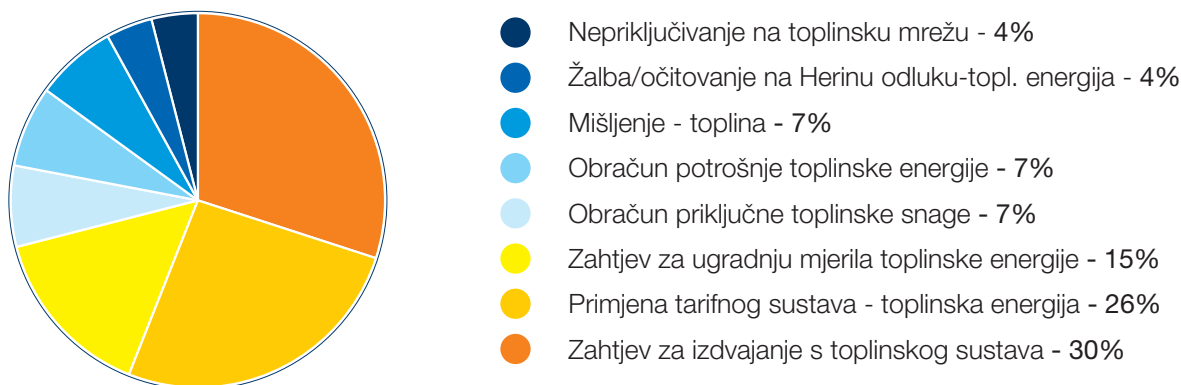 Nepriključivanje na toplinsku mrežu - 4%
Žalba/očitovanje na Herinu odluku-topl. energija - 4%
Mišljenje - toplina - 7%
Obračun potrošnje toplinske energije - 7%
Obračun priključne toplinske snage - 7%
Zahtjev za ugradnju mjerila toplinske energije - 15%
Primjena tarifnog sustava - toplinska energija - 26%
Zahtjev za izdvajanje s toplinskog sustava - 30%